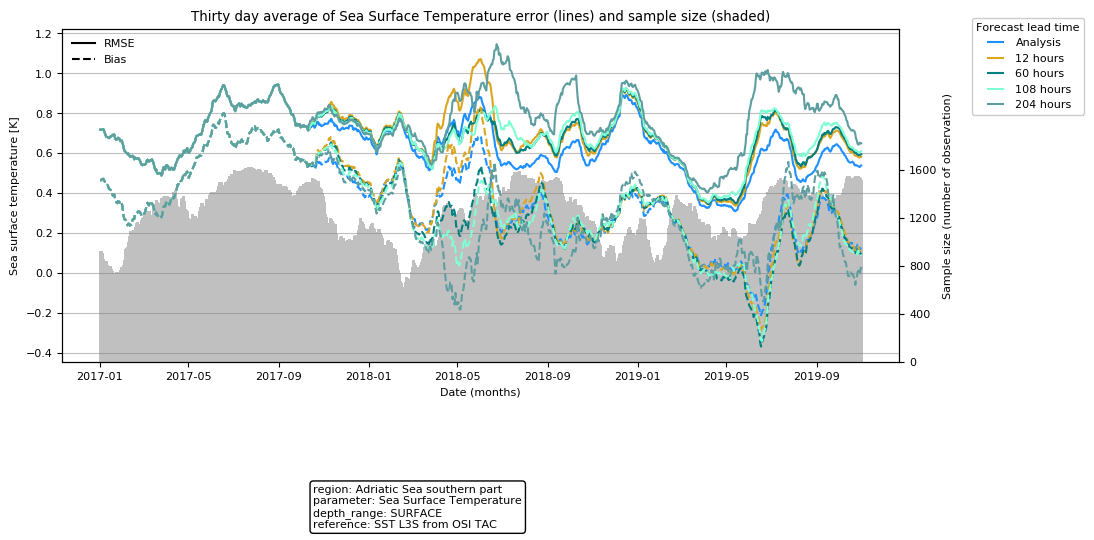 Thirty day average of Sea Surface Temperature error (lines) and sample size (shaded)
Forecast lead time
Analysis
12 hours
60 hours
108 hours
204 hours
RMSE
Bias
Sea surface temperature [K]
1.2
1.0
0.8
0.6
0.4
0.2
0.0
−0.2
−0.4
1600
1200
800
400
0
Sample size (number of observation)
2017-01 2017-05 2017-09 2018-01 2018-05 2018-09 2019-01 2019-05 2019-09
Date (months)
region: Adriatic Sea southern part
parameter: Sea Surface Temperature
depth_range: SURFACE
reference: SST L3S from OSI TAC